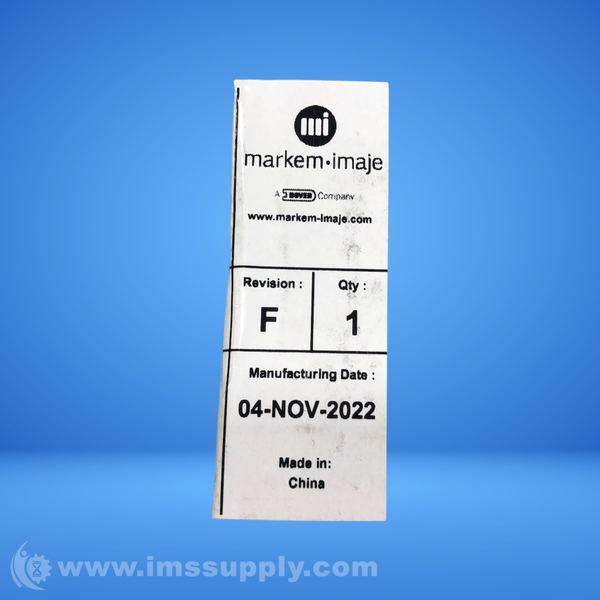 mi
markem·imaje
A DOVER Company
www.markem-imaje.com
Revision :
F
Qty :
1
Manufacturing Date :
04-NOV-2022
Made in:
China
www.imssupply.com